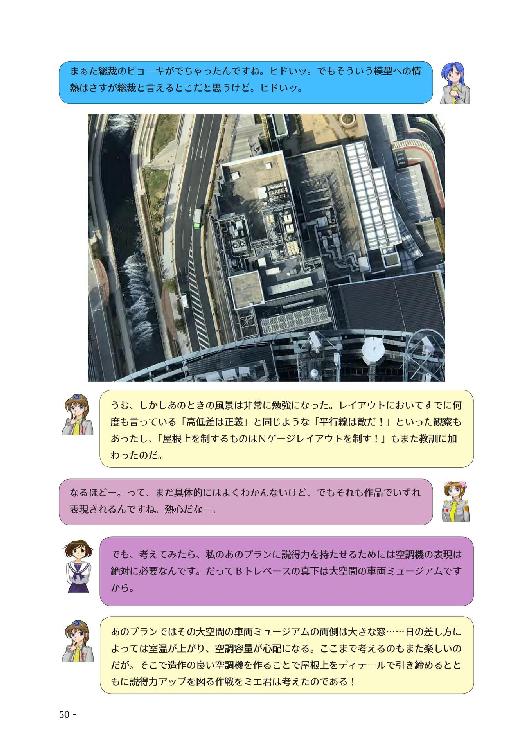 まぁた総裁のビョーキがでちゃったんですね。ヒドいッ。でもそういう模型への情
熱はさすが総裁と言えるとこだと思うけど。ヒドいッ。
うむ、しかしあのときの風景は非常に勉強になった。レイアウトにおいてすでに何
度も言っている「高低差は正義」と同じような「平行線は敵だ！」といった観察も
あったし、「屋根上を制するものはNゲージレイアウトを制す！」もまた教訓に加
わったのだ。
なるほどー。って、まだ具体的にはよくわかんないけど、でもそれも作品でいずれ
表現されるんですね。熱心だなー。
でも、考えてみたら、私のあのプランに説得力を持たせるためには空調機の表現は
絶対に必要なんです。だってBトレベースの真下は大空間の車両ミュージアムです
から。
あのプランではその大空間の車両ミュージアムの両側は大きな窓……日の差し方に
よっては室温が上がり、空調容量が心配になる。ここまで考えるのもまた楽しいの
だが。そこで造作の良い空調機を作ることで屋根上をディテールで引き締めるとと
もに説得力アップを図る作戦をミエ君は考えたのである！
50 -